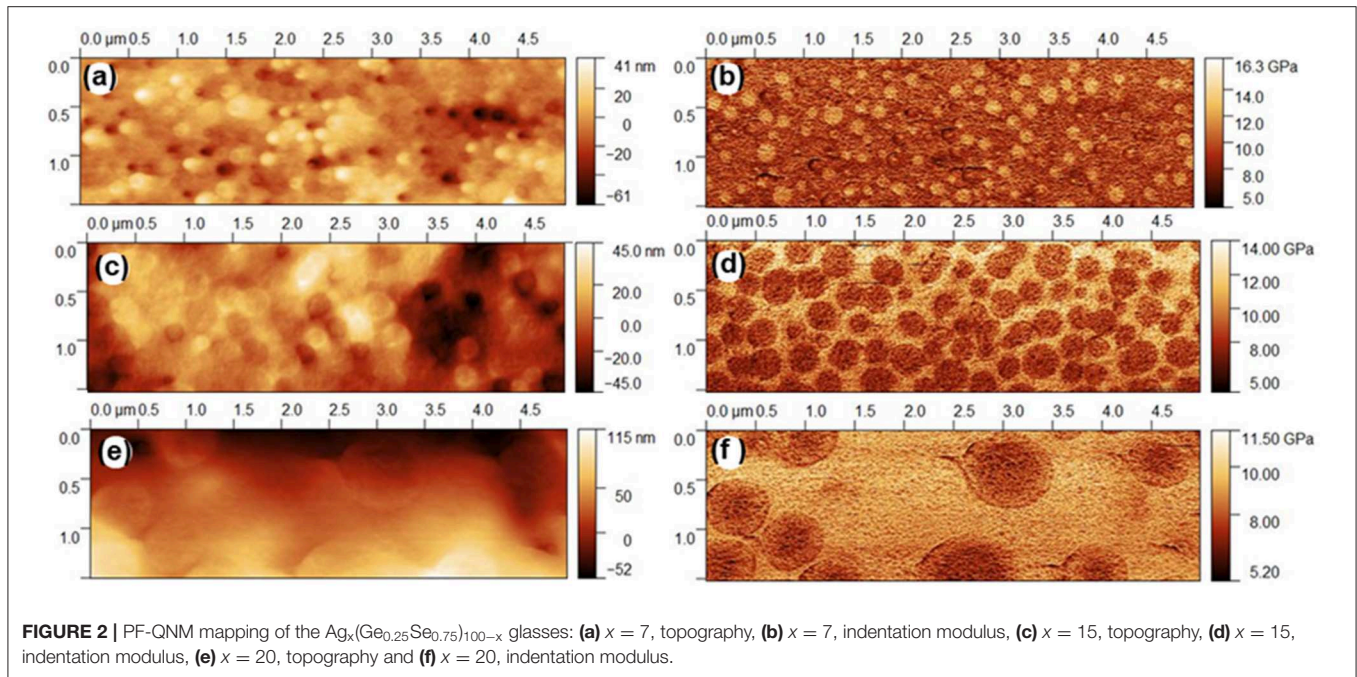 0.0 µm 0.5 1.0 1.5 2.0 2.5 3.0 3.5 4.0 4.5
0.0
0.5
1.0
(a)
41 nm
20
0
−20
−61
0.0 µm 0.5 1.0 1.5 2.0 2.5 3.0 3.5 4.0 4.5
0.0
0.5
1.0
(b)
16.3 GPa
14.0
12.0
10.0
8.0
5.0
0.0 µm 0.5 1.0 1.5 2.0 2.5 3.0 3.5 4.0 4.5
0.0
0.5
1.0
(c)
45.0 nm
20.0
0.0
−20.0
−45.0
0.0 µm 0.5 1.0 1.5 2.0 2.5 3.0 3.5 4.0 4.5
0.0
0.5
1.0
(d)
14.00 GPa
12.00
10.00
8.00
5.00
0.0 µm 0.5 1.0 1.5 2.0 2.5 3.0 3.5 4.0 4.5
0.0
0.5
1.0
(e)
115 nm
50
0
−52
0.0 µm 0.5 1.0 1.5 2.0 2.5 3.0 3.5 4.0 4.5
0.0
0.5
1.0
(f)
11.50 GPa
10.00
8.00
5.20
FIGURE 2 | PF-QNM mapping of the Agₓ(Ge₀.₂₅Se₀.₇₅)₁₀₀₋ₓ glasses: (a) x = 7, topography, (b) x = 7, indentation modulus, (c) x = 15, topography, (d) x = 15,
indentation modulus, (e) x = 20, topography and (f) x = 20, indentation modulus.